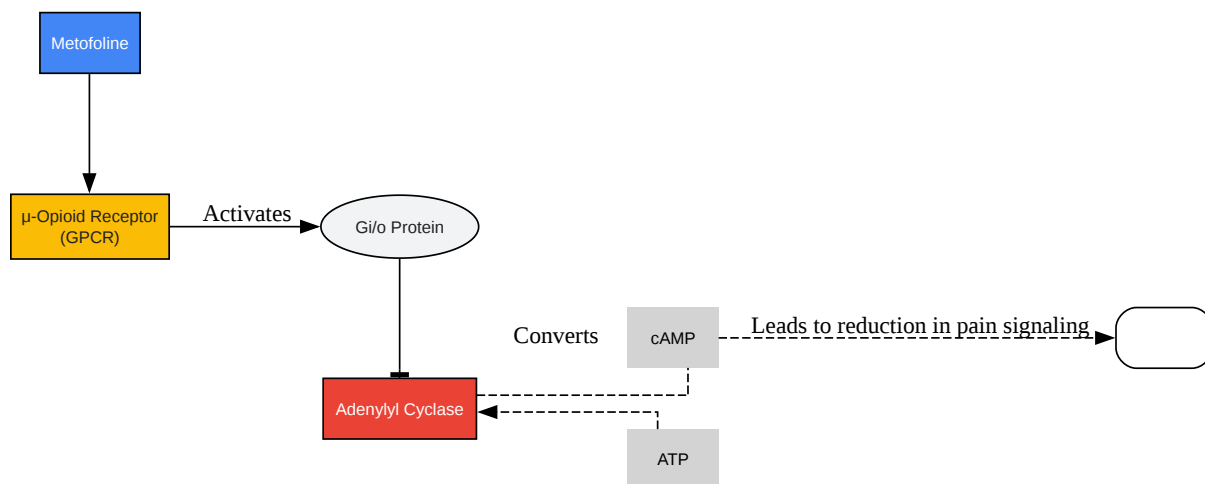 Metofoline
μ-Opioid Receptor
(GPCR)
Activates
Gi/o Protein
Converts
cAMP
Leads to reduction in pain signaling
Adenylyl Cyclase
ATP